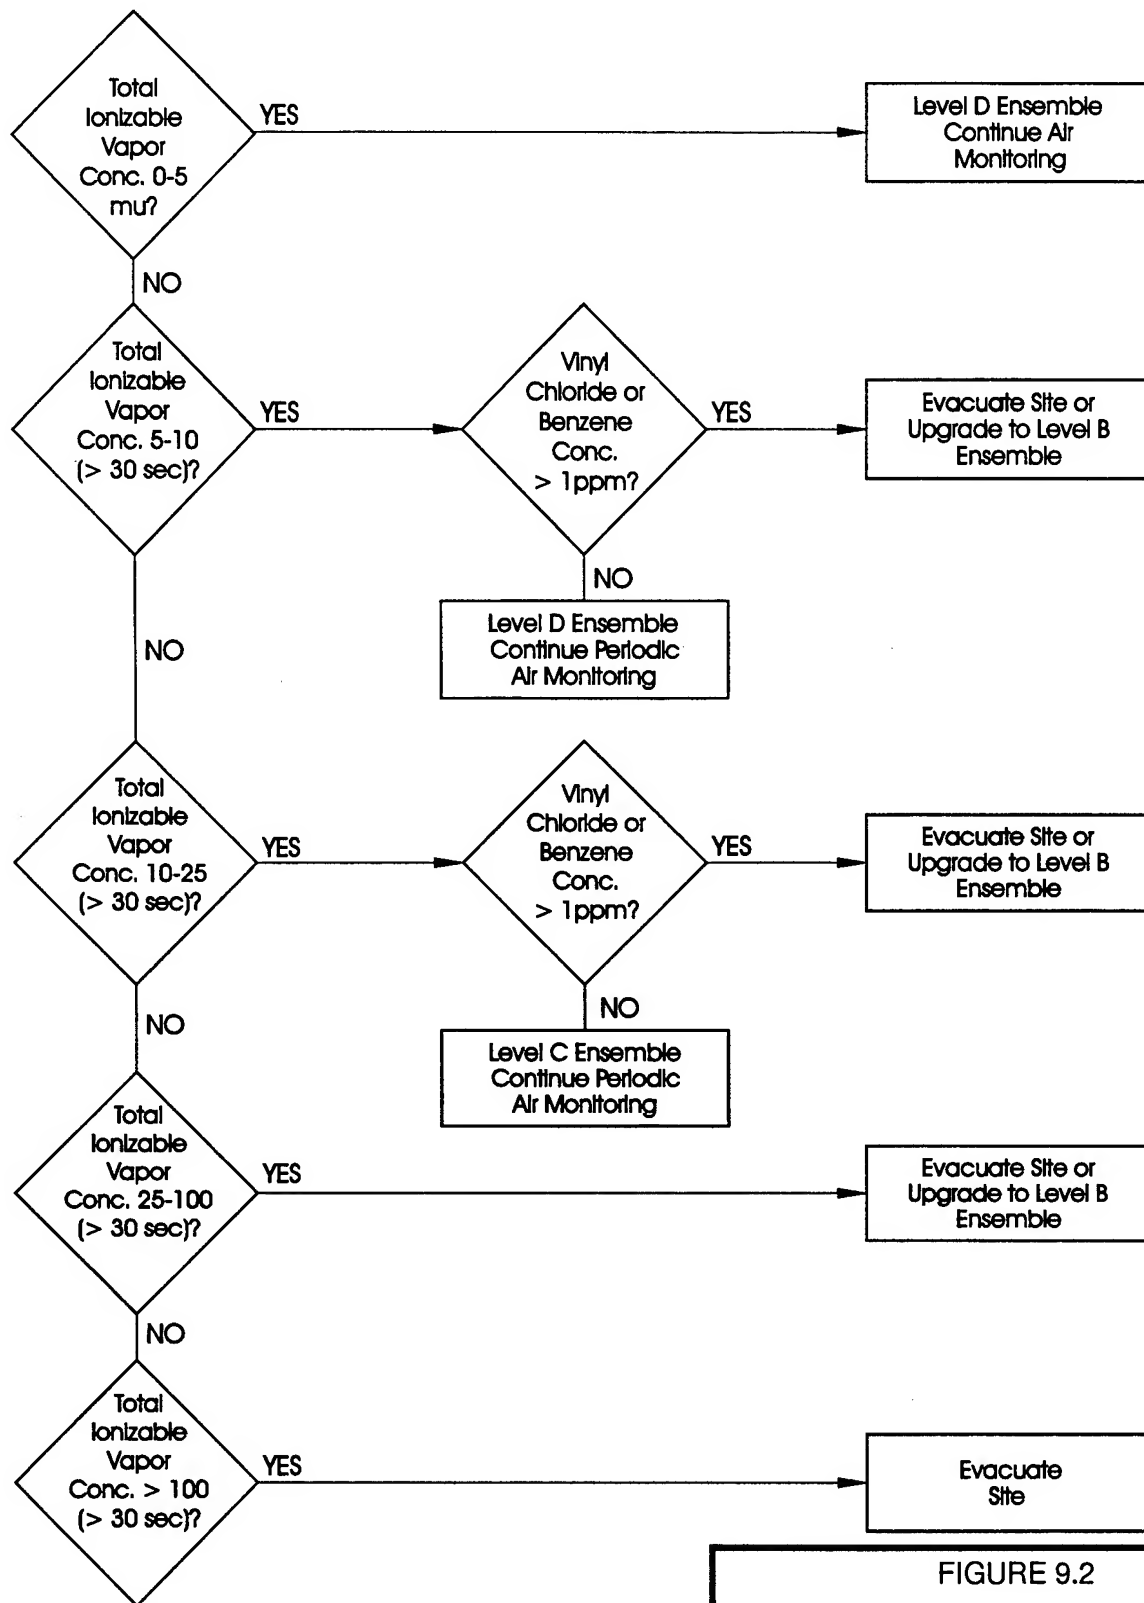 Total
Ionizable
Vapor
Conc. 0-5
mu?
YES
Level D Ensemble
Continue Air
Monitoring
NO
Total
Ionizable
Vapor
Conc. 5-10
(> 30 sec)?
YES
Vinyl
Chloride or
Benzene
Conc.
> 1ppm?
YES
Evacuate Site or
Upgrade to Level B
Ensemble
NO
Level D Ensemble
Continue Periodic
Air Monitoring
NO
Total
Ionizable
Vapor
Conc. 10-25
(> 30 sec)?
YES
Vinyl
Chloride or
Benzene
Conc.
> 1ppm?
YES
Evacuate Site or
Upgrade to Level B
Ensemble
NO
Level C Ensemble
Continue Periodic
Air Monitoring
NO
Total
Ionizable
Vapor
Conc. 25-100
(> 30 sec)?
YES
Evacuate Site or
Upgrade to Level B
Ensemble
NO
Total
Ionizable
Vapor
Conc. > 100
(> 30 sec)?
YES
Evacuate
Site
FIGURE 9.2